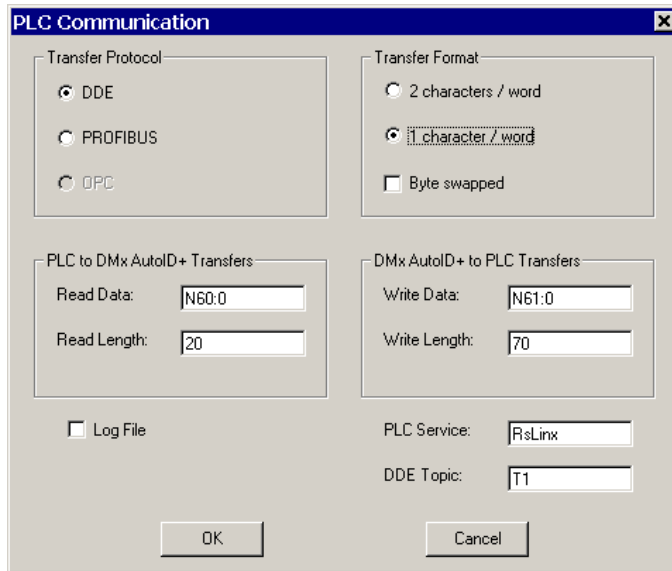 PLC Communication
Transfer Protocol
DDE
PROFIBUS
OPC
Transfer Format
2 characters / word
1 character / word
Byte swapped
PLC to DMx AutoID+ Transfers
Read Data: N60:0
Read Length: 20
DMx AutoID+ to PLC Transfers
Write Data: N61:0
Write Length: 70
Log File
PLC Service: RsLinx
DDE Topic: T1
OK
Cancel